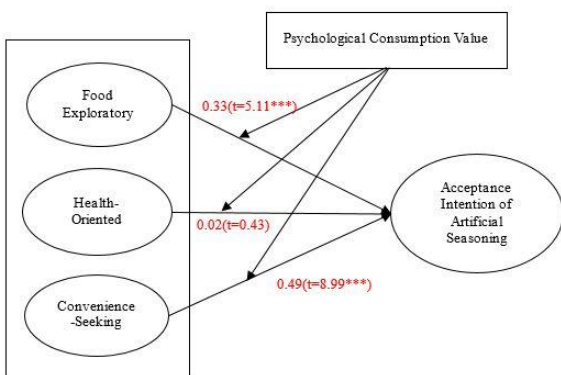 Psychological Consumption Value
Food
Exploratory
0.33(t=5.11***)
Health-
Oriented
0.02(t=0.43)
Acceptance
Intention of
Artificial
Seasoning
Convenience
-Seeking
0.49(t=8.99***)